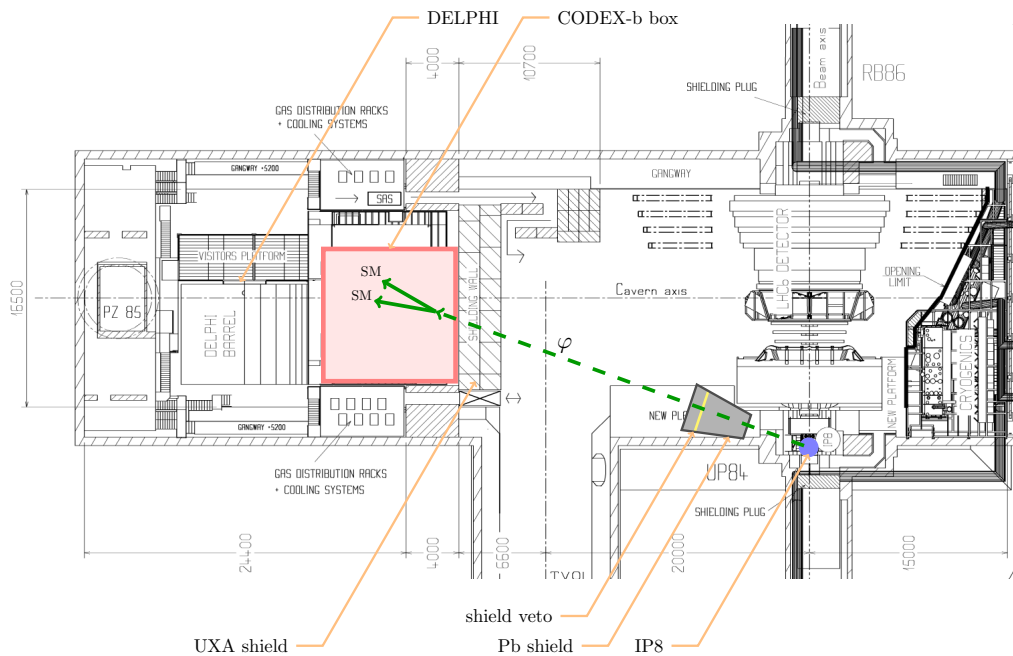 DELPHI
CODEX-b box
4000
10700
Beam axis
RB86
SHIELDING PLUG
GAS DISTRIBUTION RACKS
+ COOLING SYSTEMS
GANGWAY +5200
GANGWAY
SAS
VISITORS PLATFORM
SM
SM
SHIELDING WALL
LHCb DETECTOR
OPENING
LIMIT
16500
PZ 85
DELPHI
BARREL
Cavern axis
φ
CRYOGENICS
NEW PLATFORM
NEW PL
IP8
GANGWAY +5200
GAS DISTRIBUTION RACKS
+ COOLING SYSTEMS
UP84
SHIELDING PLUG
24400
4000
6600
20000
15000
shield veto
UXA shield
Pb shield
IP8